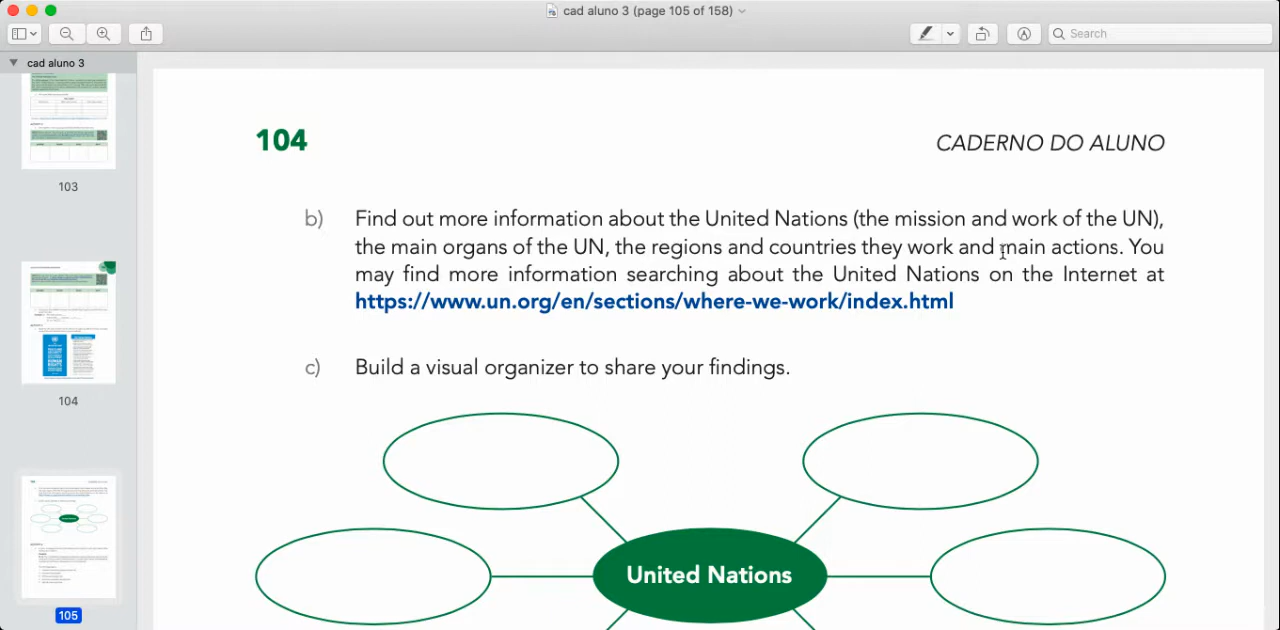 cad aluno 3 (page 105 of 158)
Search
cad aluno 3
103
104
105
104
CADERNO DO ALUNO
b) Find out more information about the United Nations (the mission and work of the UN),
the main organs of the UN, the regions and countries they work and main actions. You
may find more information searching about the United Nations on the Internet at
https://www.un.org/en/sections/where-we-work/index.html
c) Build a visual organizer to share your findings.
United Nations